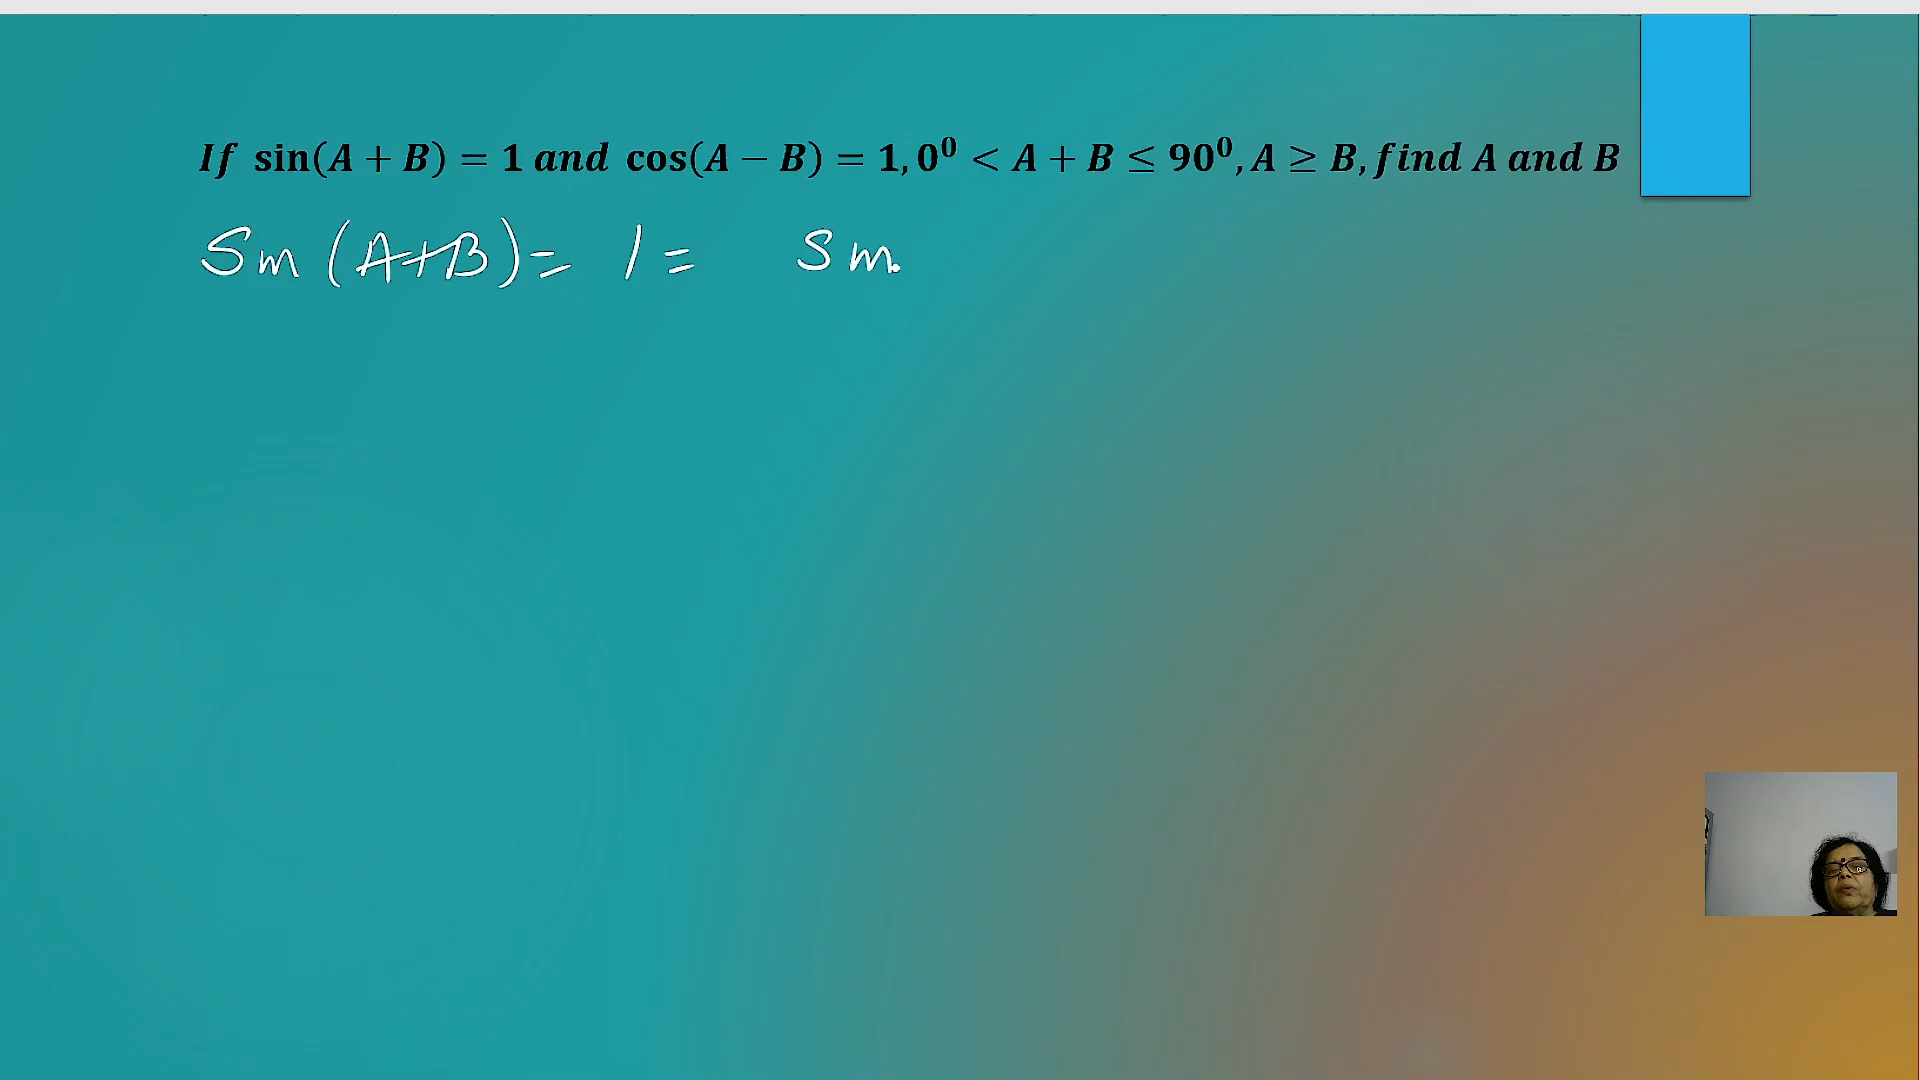 If sin(A + B) = 1 and cos(A − B) = 1, 0⁰ < A + B ≤ 90⁰, A ≥ B, find A and B
Sin (A+B) = 1 = Sin